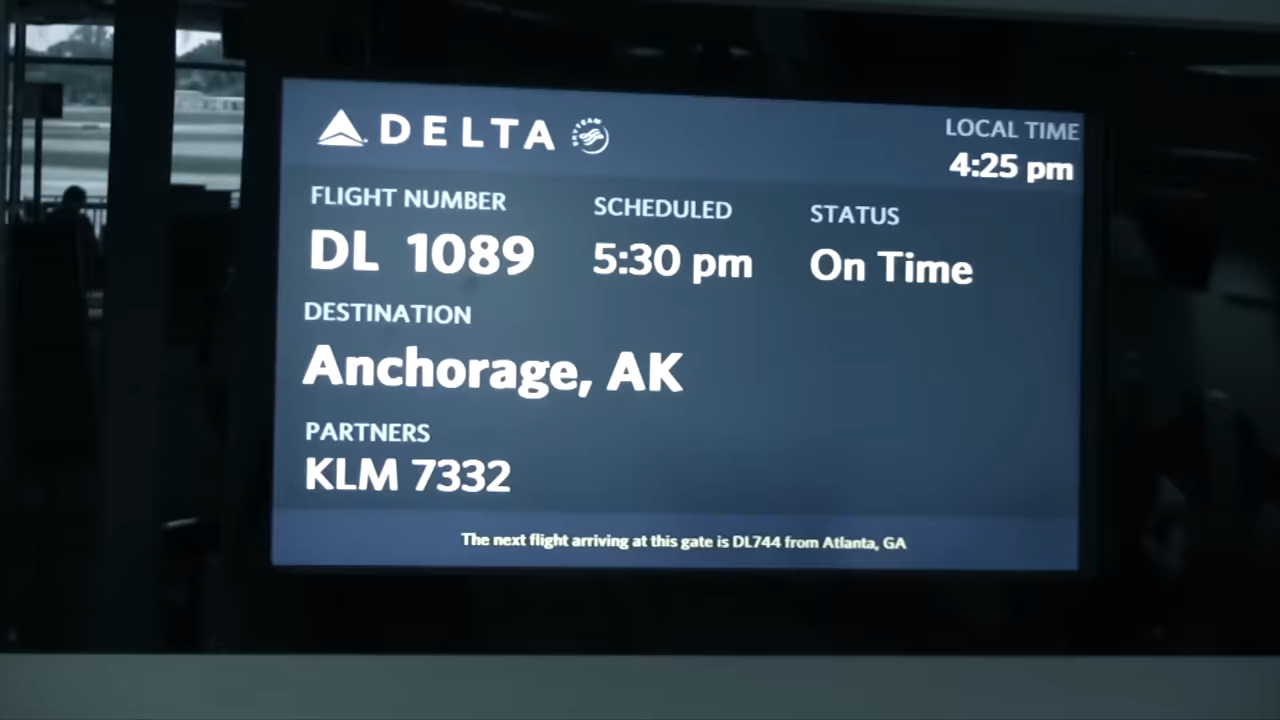 DELTA SKYTEAM
LOCAL TIME
4:25 pm
FLIGHT NUMBER SCHEDULED STATUS
DL 1089 5:30 pm On Time
DESTINATION
Anchorage, AK
PARTNERS
KLM 7332
The next flight arriving at this gate is DL744 from Atlanta, GA